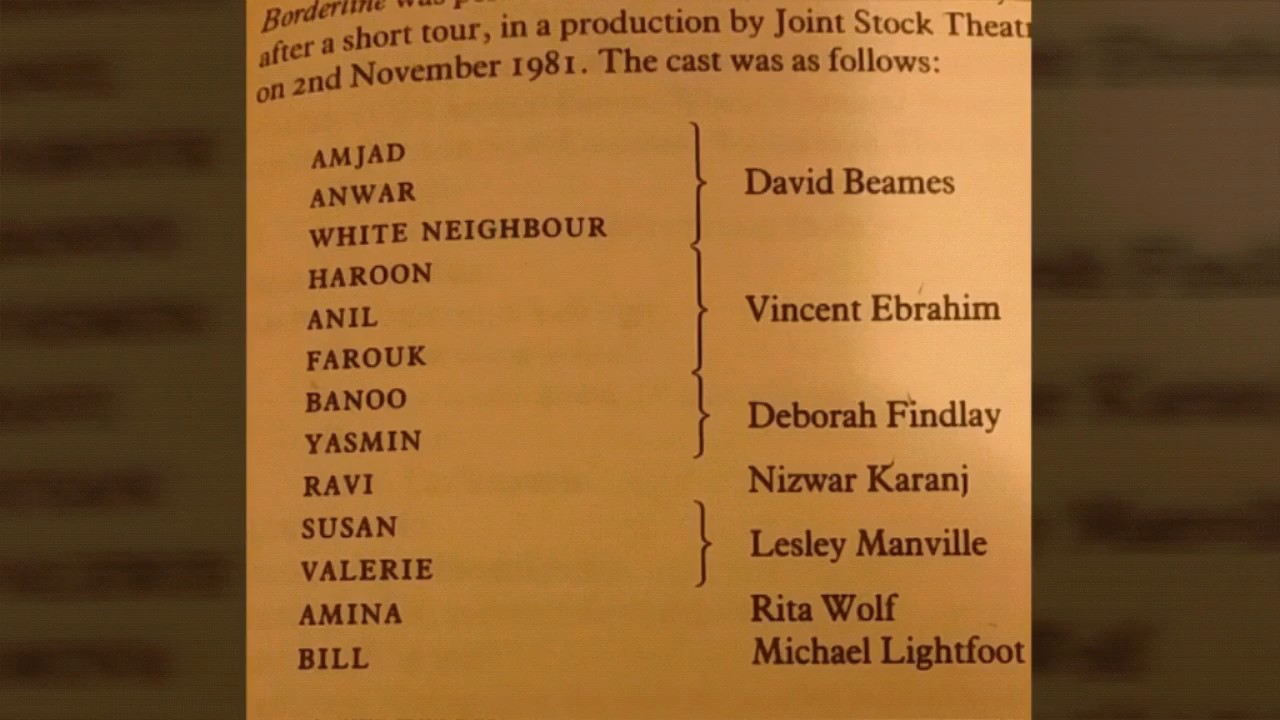 Borderline was
after a short tour, in a production by Joint Stock
on 2nd November 1981. The cast was as follows:
AMJAD
ANWAR
WHITE NEIGHBOUR
David Beames
HAROON
ANIL
FAROUK
Vincent Ebrahim
BANOO
YASMIN
Deborah Findlay
RAVI Nizwar Karanj
SUSAN
VALERIE
Lesley Manville
AMINA Rita Wolf
BILL Michael Lightfoot